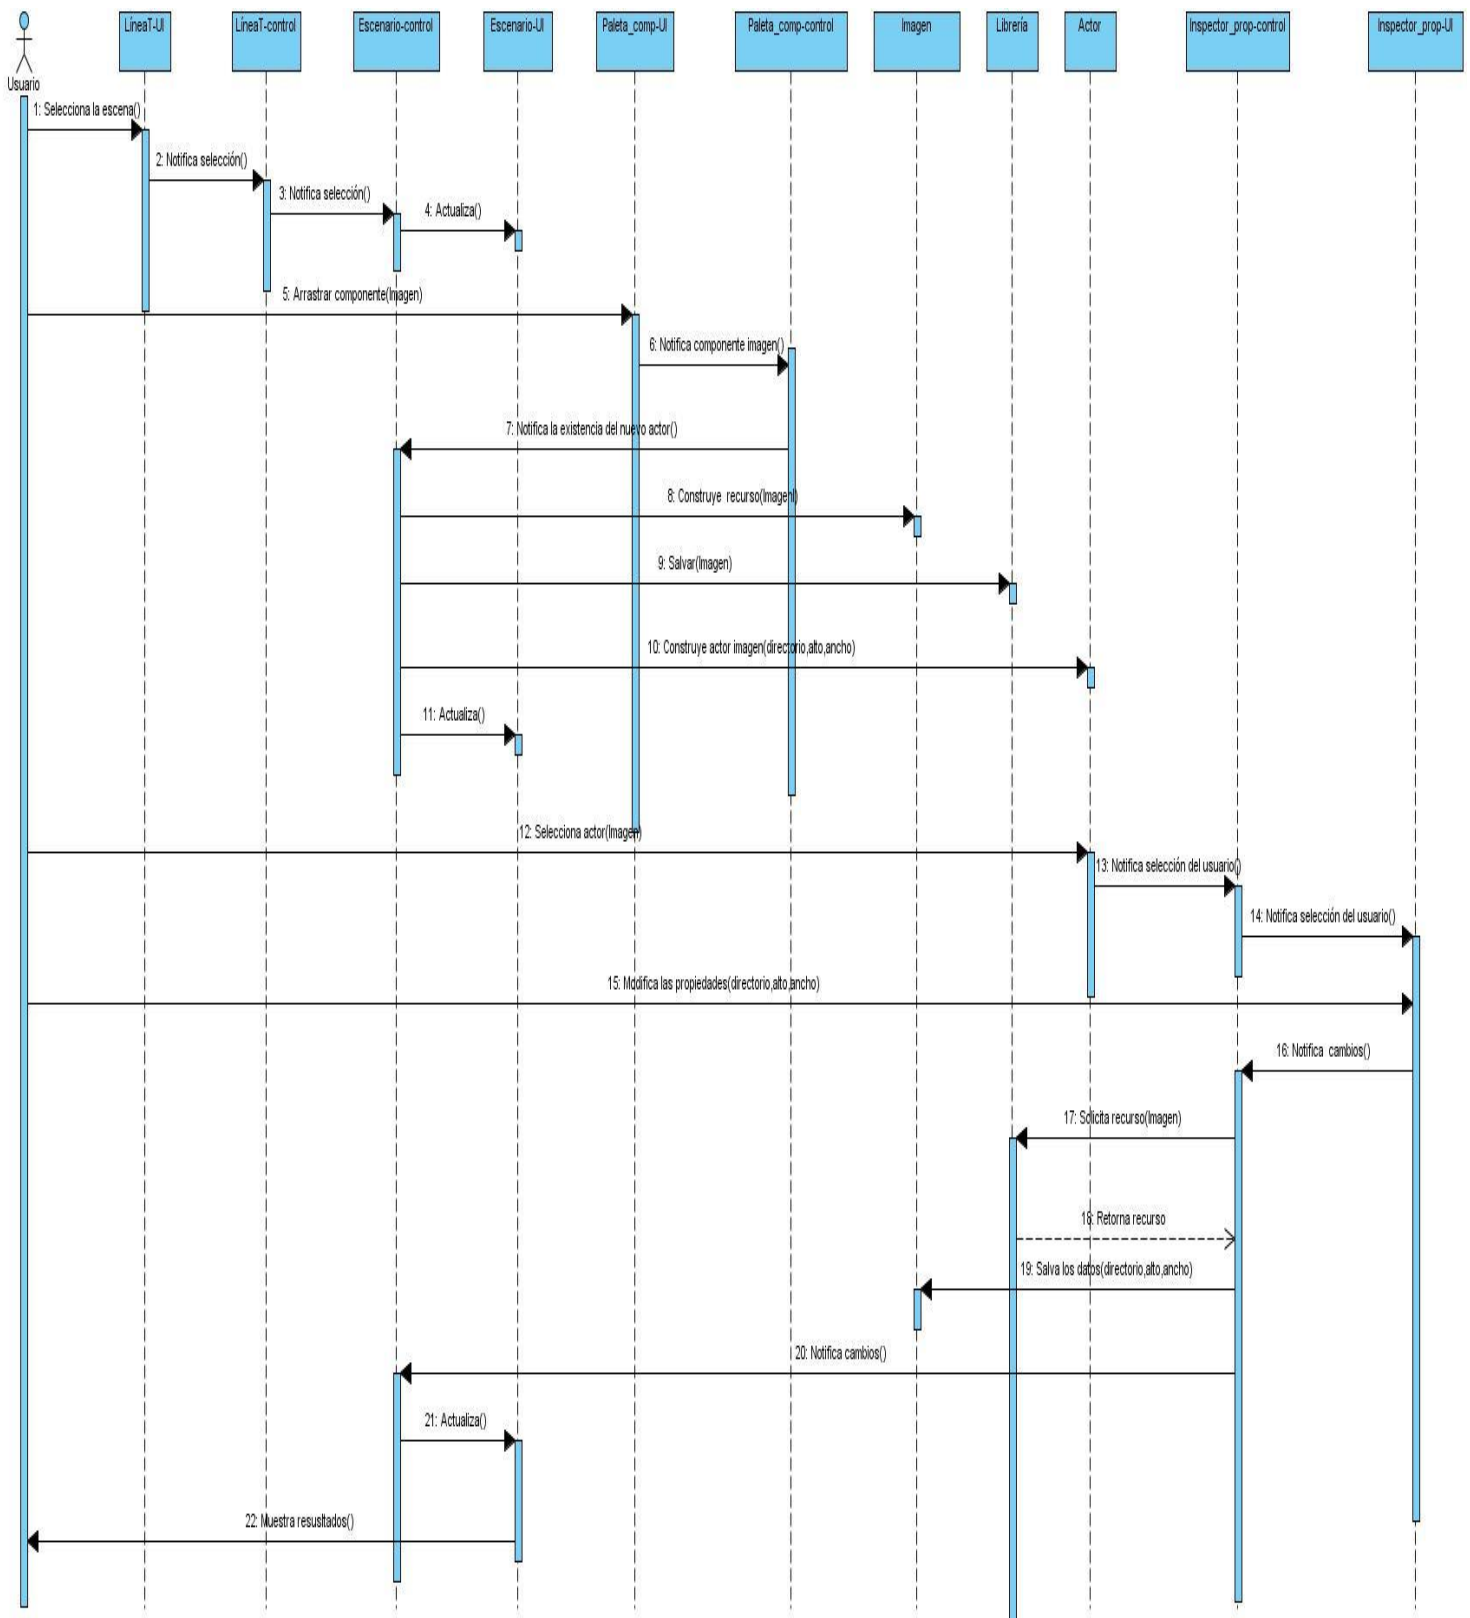 LíneaT-UI
LíneaT-control
Escenario-control
Escenario-UI
Paleta_comp-UI
Paleta_comp-control
Imagen
Librería
Actor
Inspector_prop-control
Inspector_prop-UI
Usuario
1: Selecciona la escena()
2: Notifica selección()
3: Notifica selección()
4: Actualiza()
5: Arrastrar componente(Imagen)
6: Notifica componente imagen()
7: Notifica la existencia del nuevo actor()
8: Construye recurso(Imagenl)
9: Salvar(Imagen)
10: Construye actor imagen(directorio,alto,ancho)
11: Actualiza()
12: Selecciona actor(Imagen)
13: Notifica selección del usuario()
14: Notifica selección del usuario()
15: Modifica las propiedades(directorio,alto,ancho)
16: Notifica cambios()
17: Solicita recurso(Imagen)
18: Retorna recurso
19: Salva los datos(directorio,alto,ancho)
20: Notifica cambios()
21: Actualiza()
22: Muestra resusltados()